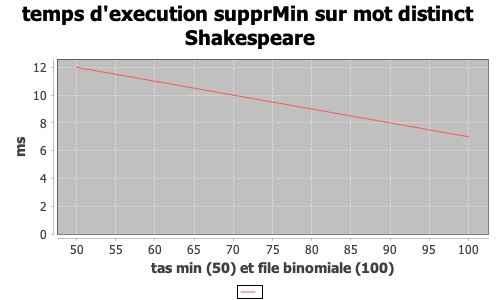 temps d'execution supprMin sur mot distinct
Shakespeare
12
10
8
6
4
2
0
ms
50 55 60 65 70 75 80 85 90 95 100
tas min (50) et file binomiale (100)